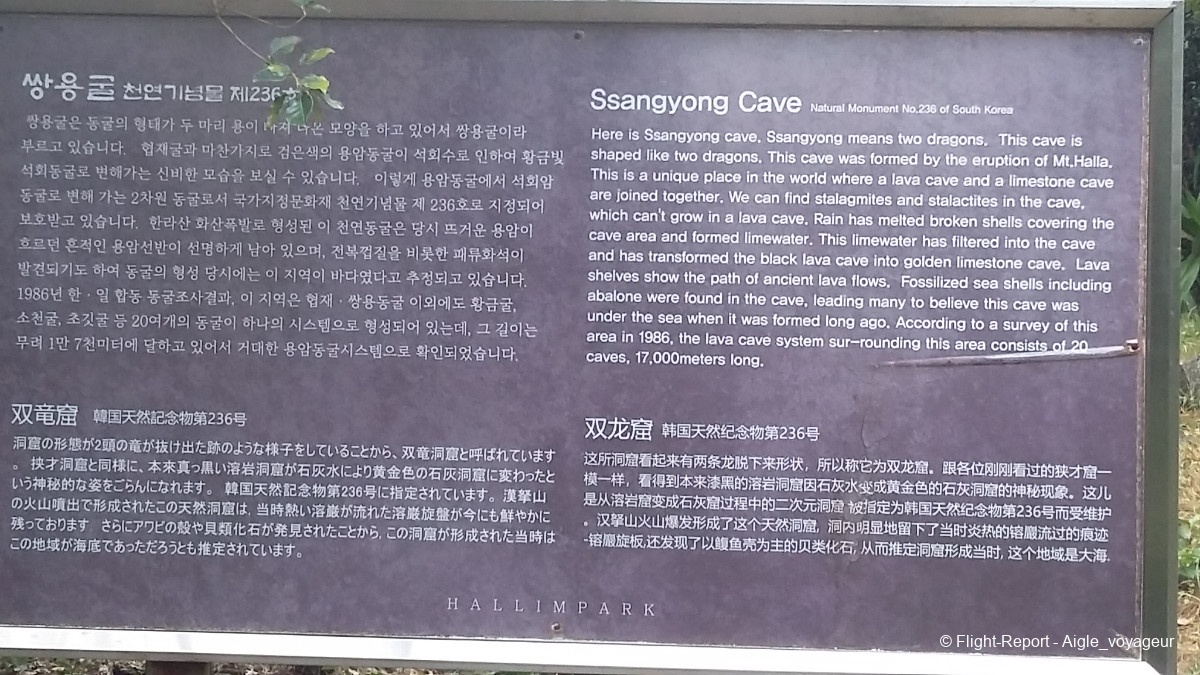 쌍용굴 천연기념물 제236호
쌍용굴은 동굴의 형태가 두 마리 용이 빠져 나온 모양을 하고 있어서 쌍용굴이라
부르고 있습니다. 협재굴과 마찬가지로 검은색의 용암동굴이 석회수로 인하여 황금빛
석회동굴로 변해가는 신비한 모습을 보실 수 있습니다. 이렇게 용암동굴에서 석회암
동굴로 변해 가는 2차원 동굴로서 국가지정문화재 천연기념물 제 236호로 지정되어
보호받고 있습니다. 한라산 화산폭발로 형성된 이 천연동굴은 당시 뜨거운 용암이
흐르던 흔적인 용암선반이 선명하게 남아 있으며, 전복껍질을 비롯한 패류화석이
발견되기도 하여 동굴의 형성 당시에는 이 지역이 바다였다고 추정되고 있습니다.
1986년 한·일 합동 동굴조사결과, 이 지역은 협재·쌍용동굴 이외에도 황금굴,
소천굴, 초깃굴 등 20여개의 동굴이 하나의 시스템으로 형성되어 있는데, 그 길이는
무려 1만 7천미터에 달하고 있어서 거대한 용암동굴시스템으로 확인되었습니다.
Ssangyong Cave Natural Monument No.236 of South Korea
Here is Ssangyong cave. Ssangyong means two dragons. This cave is
shaped like two dragons. This cave was formed by the eruption of Mt.Halla.
This is a unique place in the world where a lava cave and a limestone cave
are joined together. We can find stalagmites and stalactites in the cave,
which can't grow in a lava cave. Rain has melted broken shells covering the
cave area and formed limewater. This limewater has filtered into the cave
and has transformed the black lava cave into golden limestone cave. Lava
shelves show the path of ancient lava flows. Fossilized sea shells including
abalone were found in the cave, leading many to believe this cave was
under the sea when it was formed long ago. According to a survey of this
area in 1986, the lava cave system sur-rounding this area consists of 20
caves, 17,000meters long.
双竜窟 韓国天然記念物第236号
洞窟の形態が2頭の竜が抜け出た跡のような様子をしていることから、双竜洞窟と呼ばれています
。 挟才洞窟と同様に、本来真っ黒い溶岩洞窟が石灰水により黄金色の石灰洞窟に変わったと
いう神秘的な姿をごらんになれます。 韓国天然記念物第236号に指定されています。漢拏山
の火山噴出で形成されたこの天然洞窟は、当時熱い溶巌が流れた溶巌旋盤が今にも鮮やかに
残っております さらにアワビの殻や貝類化石が発見されたことから、この洞窟が形成された当時は
この地域が海底であっただろうとも推定されています。
双龙窟 韩国天然纪念物第236号
这所洞窟看起来有两条龙脱下来形状，所以称它为双龙窟。跟各位刚刚看过的狭才窟一
模一样，看得到本来漆黑的溶岩洞窟因石灰水变成黄金色的石灰洞窟的神秘现象。这儿
是从溶岩窟变成石灰窟过程中的二次元洞窟 被指定为韩国天然纪念物第236号而受维护
。汉拏山火山爆发形成了这个天然洞窟，洞内明显地留下了当时炎热的镕巖流过的痕迹
-镕巖旋板,还发现了以鳆鱼壳为主的贝类化石, 从而推定洞窟形成当时, 这个地域是大海.
HALLIMPARK
© Flight-Report - Aigle_voyageur